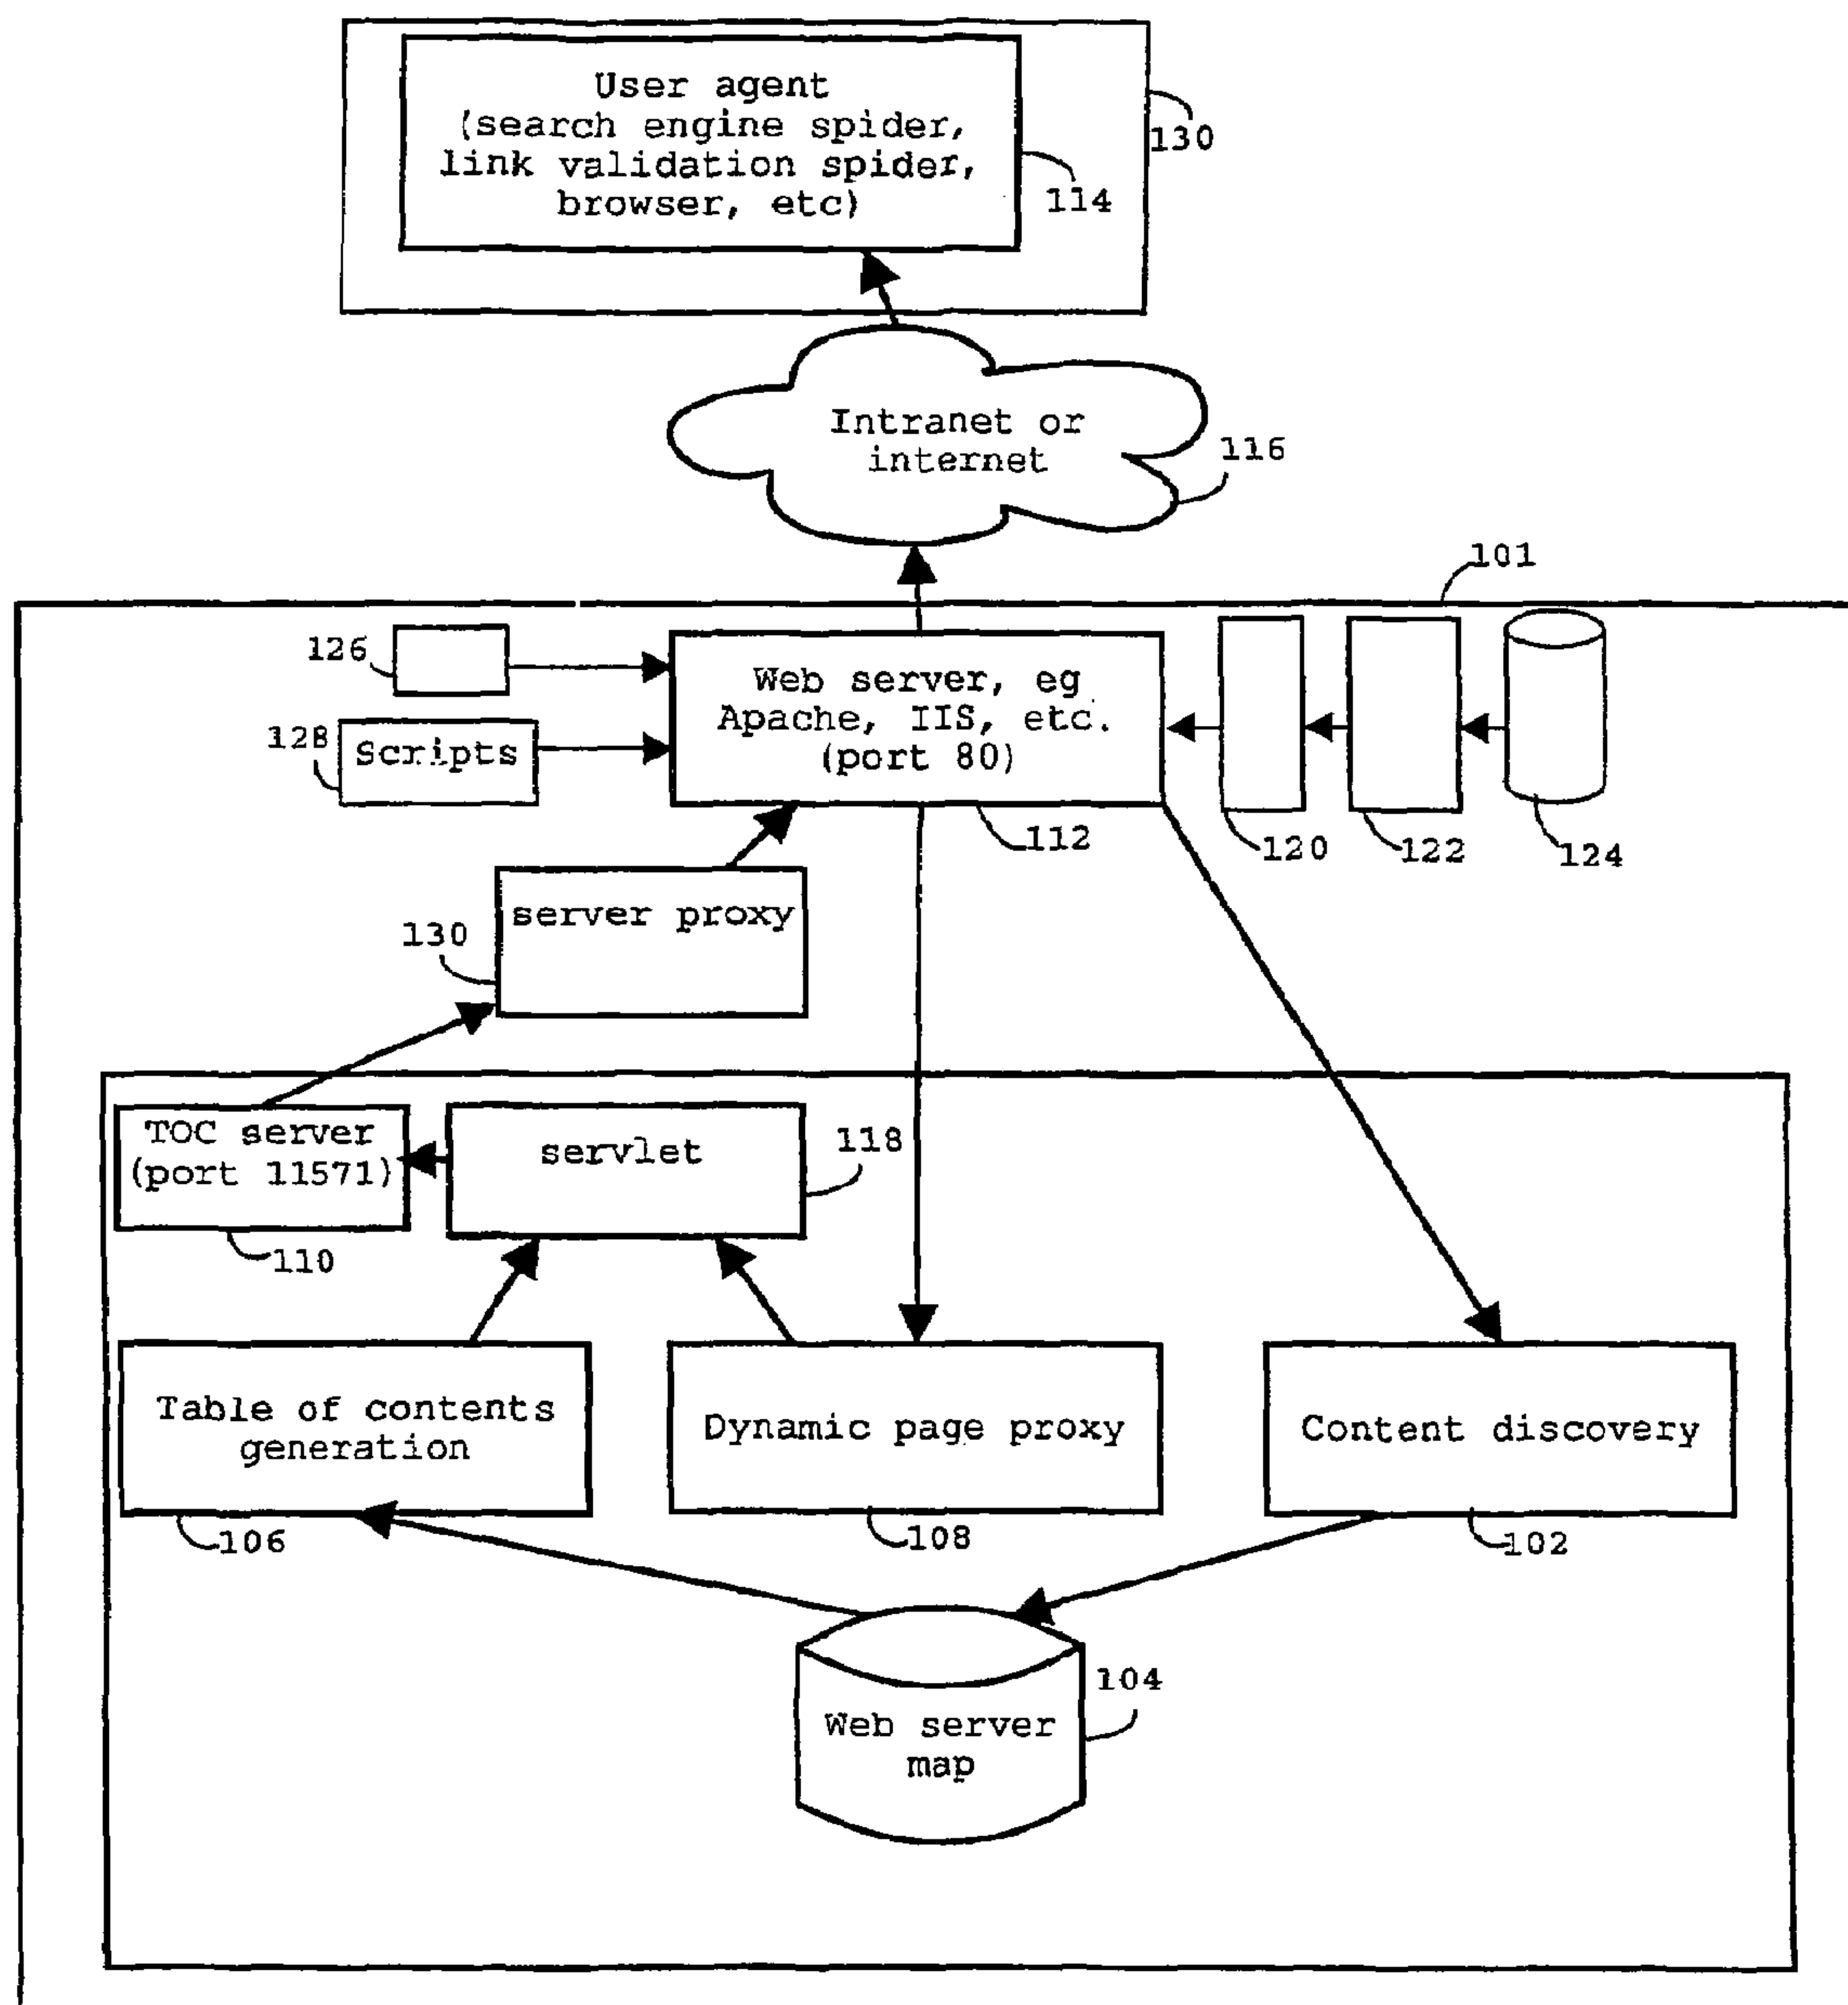 User agent
(search engine spider,
link validation spider,
browser, etc)
130
114
Intranet or
internet
116
101
126
Web server, eg
Apache, IIS, etc.
(port 80)
128
Scripts
112
120
122
124
server proxy
130
TOC server
(port 11571)
servlet
118
110
Table of contents
generation
Dynamic page proxy
Content discovery
106
108
102
104
Web server
map